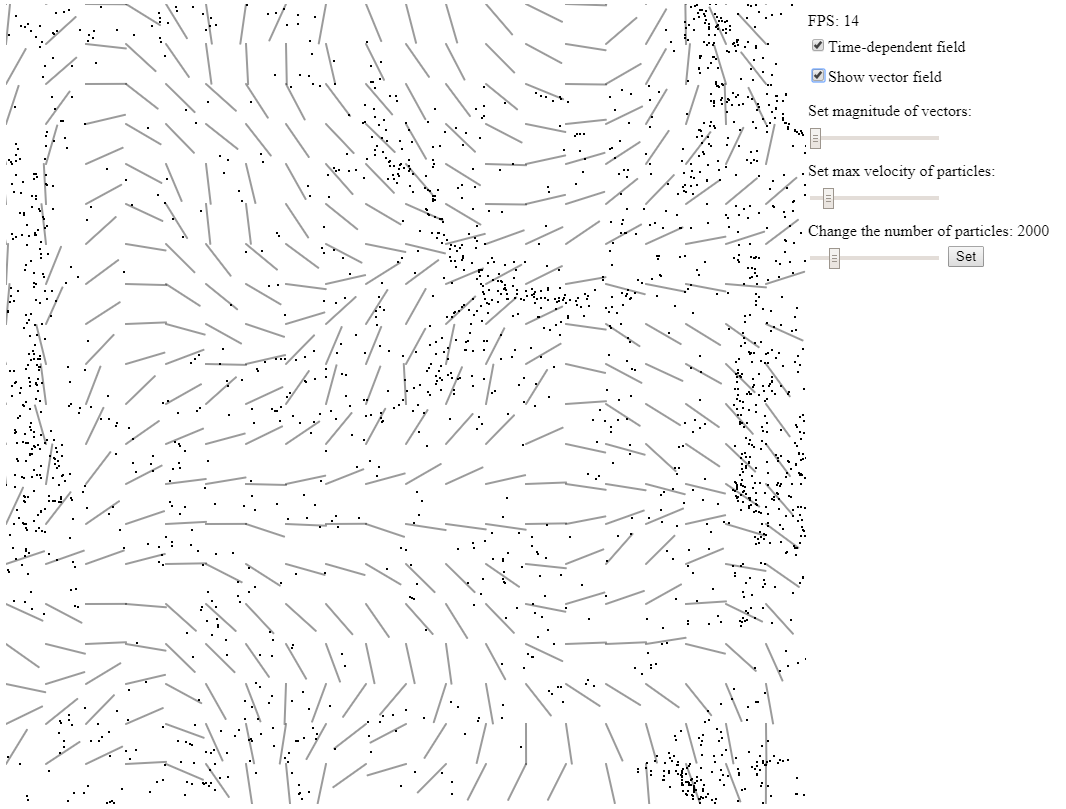 FPS: 14
Time-dependent field
Show vector field
Set magnitude of vectors:
Set max velocity of particles:
Change the number of particles: 2000
Set